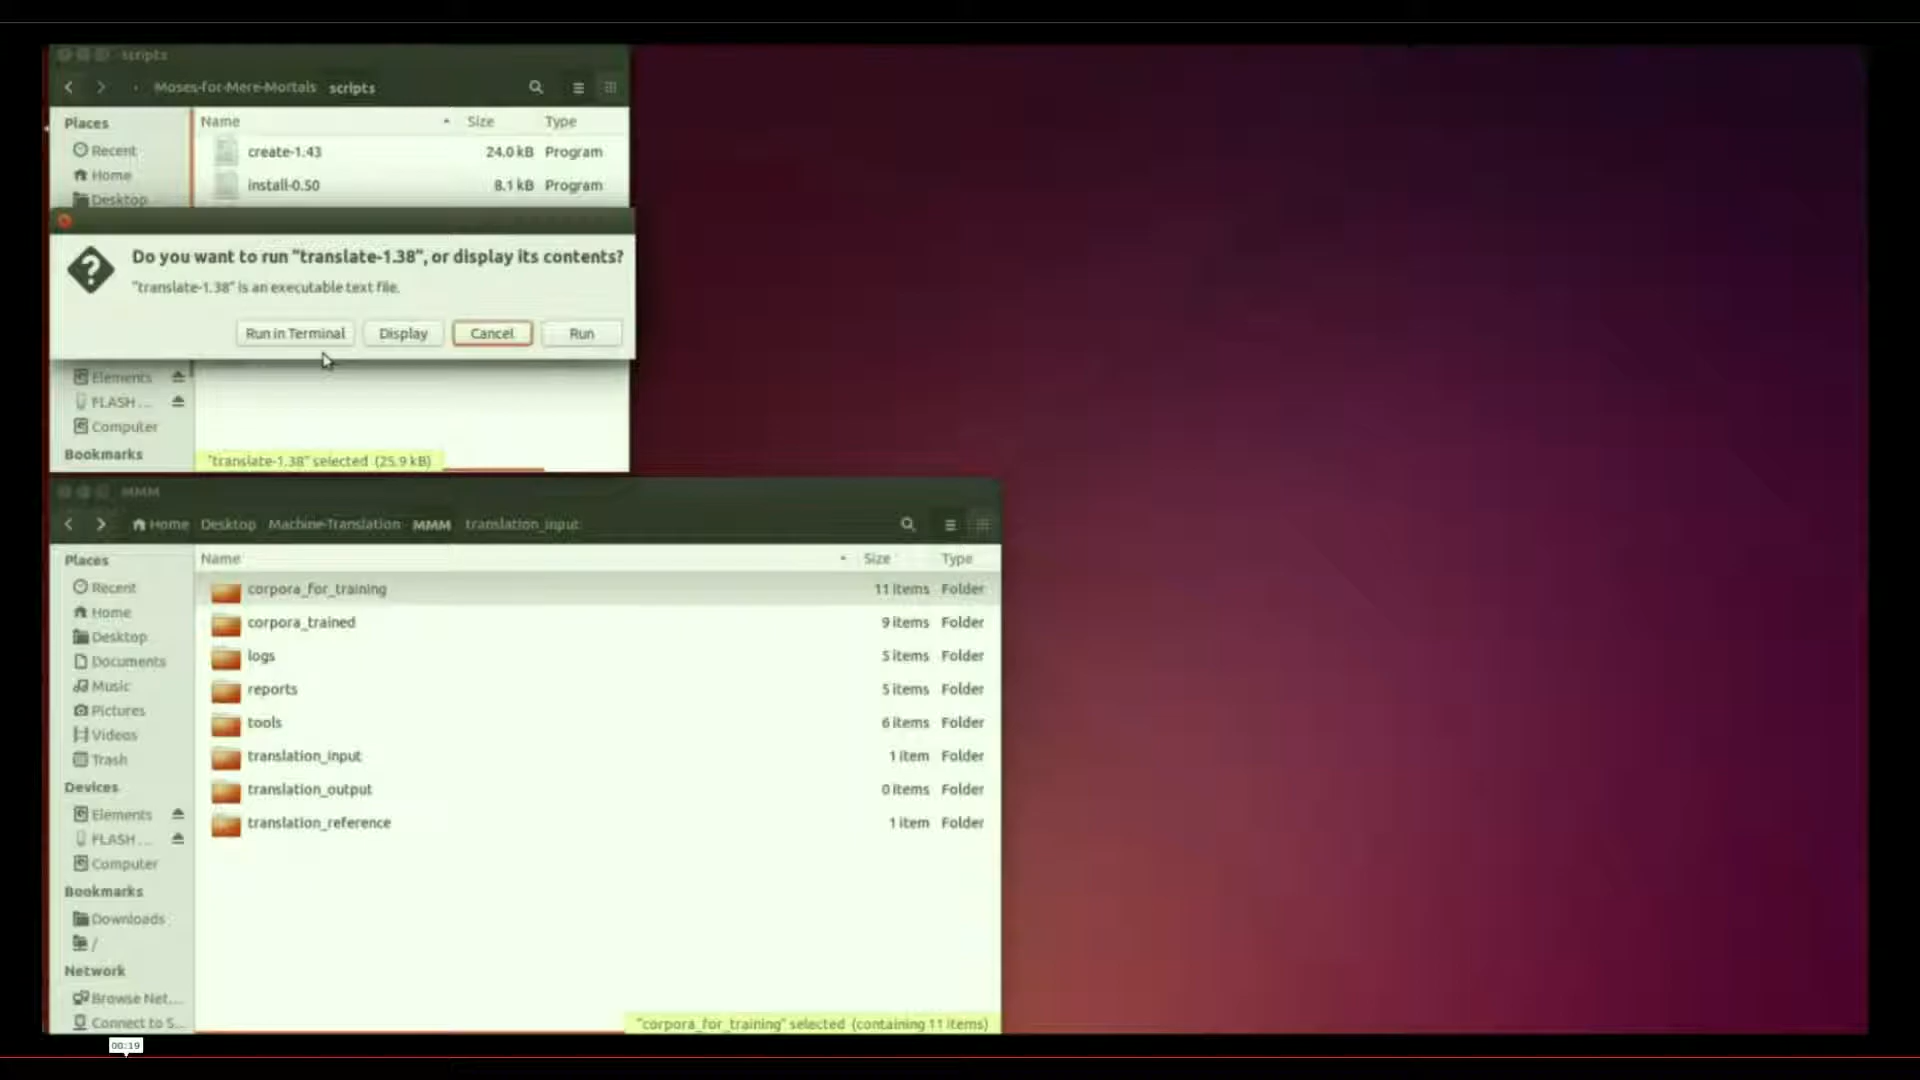 scripts
Moses-for-Mere-Mortals scripts
Places
Recent
Home
Desktop
Name Size Type
create-1.43 24.0 kB Program
install-0.50 8.1 kB Program
Do you want to run "translate-1.38", or display its contents?
"translate-1.38" is an executable text file.
Run in Terminal Display Cancel Run
Elements
FLASH ...
Computer
Bookmarks
"translate-1.38" selected (25.9 kB)
MMM
Home Desktop Machine-Translation MMM translation_input
Places
Recent
Home
Desktop
Documents
Music
Pictures
Videos
Trash
Devices
Elements
FLASH ...
Computer
Bookmarks
Downloads
/
Network
Browse Net...
Connect to S...
Name Size Type
corpora_for_training 11 items Folder
corpora_trained 9 items Folder
logs 5 items Folder
reports 5 items Folder
tools 6 items Folder
translation_input 1 item Folder
translation_output 0 items Folder
translation_reference 1 item Folder
"corpora_for_training" selected (containing 11 items)
00:19